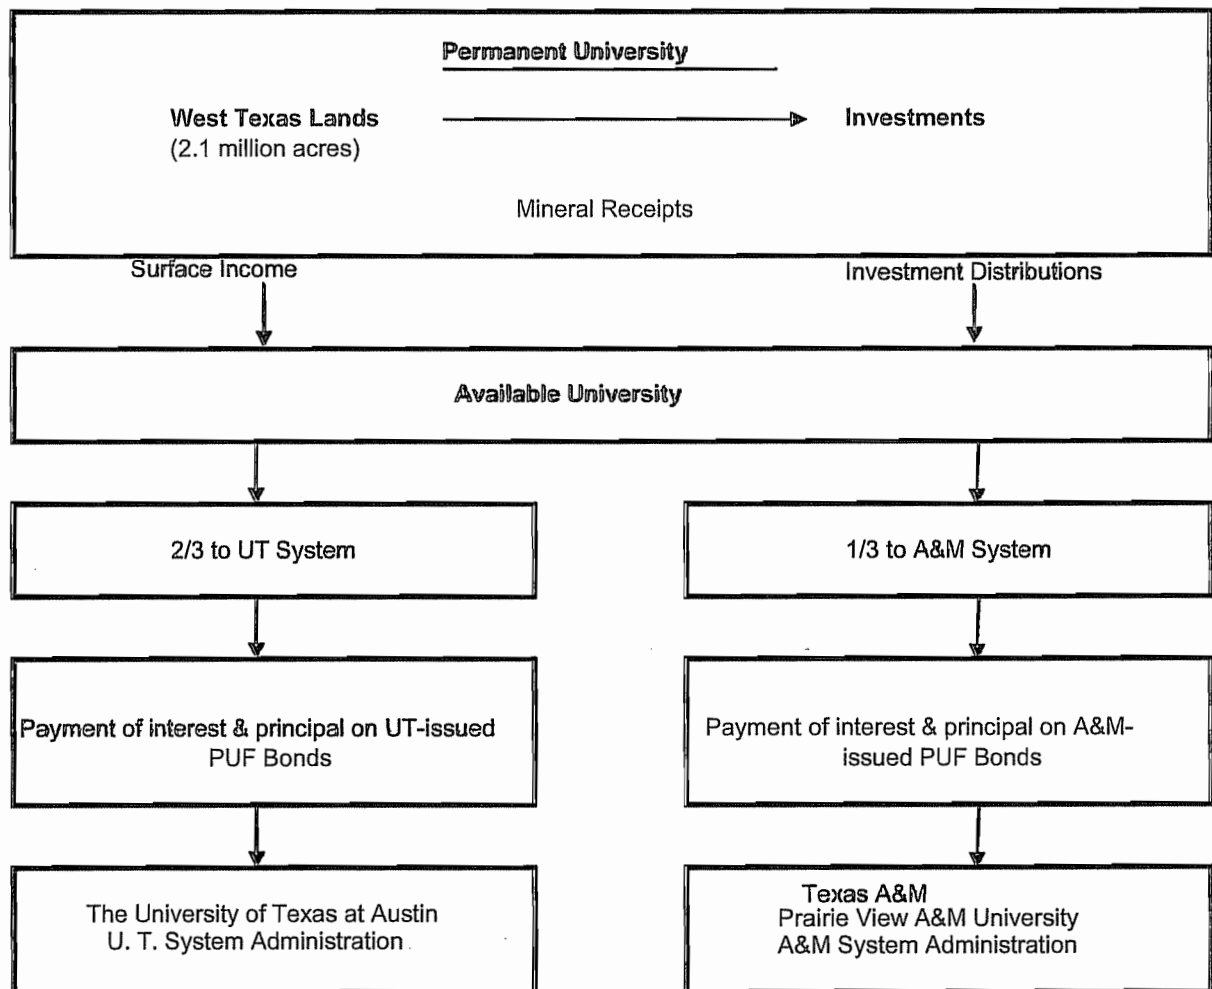 Permanent University
West Texas Lands
(2.1 million acres)
Investments
Mineral Receipts
Surface Income
Investment Distributions
Available University
2/3 to UT System
1/3 to A&M System
Payment of interest & principal on UT-issued
PUF Bonds
Payment of interest & principal on A&M-
issued PUF Bonds
The University of Texas at Austin
U. T. System Administration
Texas A&M
Prairie View A&M University
A&M System Administration